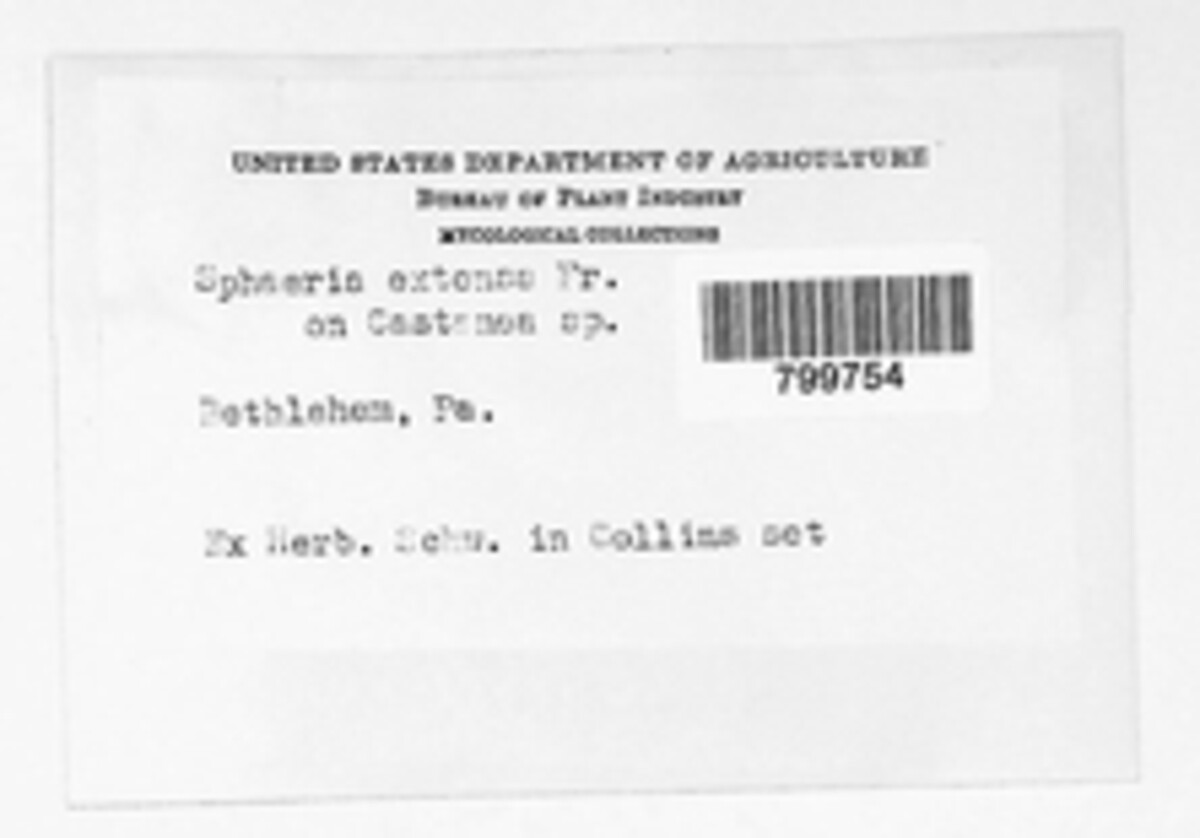 UNITED STATES DEPARTMENT OF AGRICULTURE
BUREAU OF PLANT INDUSTRY
MYCOLOGICAL COLLECTIONS
Sphaeria extensa Fr.
on Castanea sp.
799754
Bethlehem, Pa.
Ex Herb. Schw. in Collins set